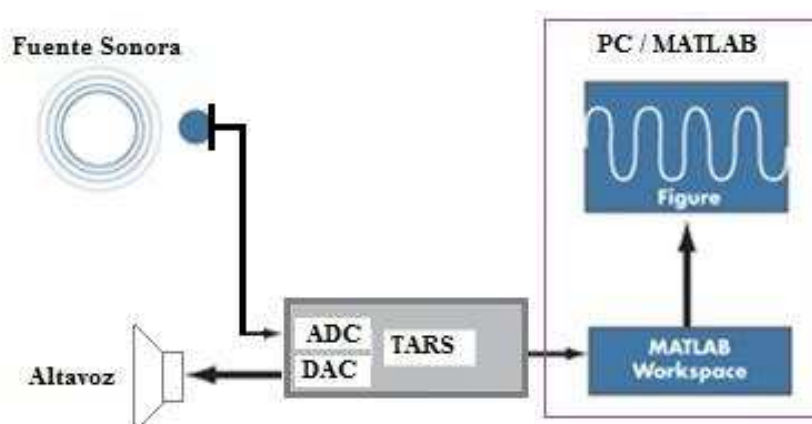 Fuente Sonora
PC / MATLAB
Figure
ADC
TARS
DAC
MATLAB
Workspace
Altavoz